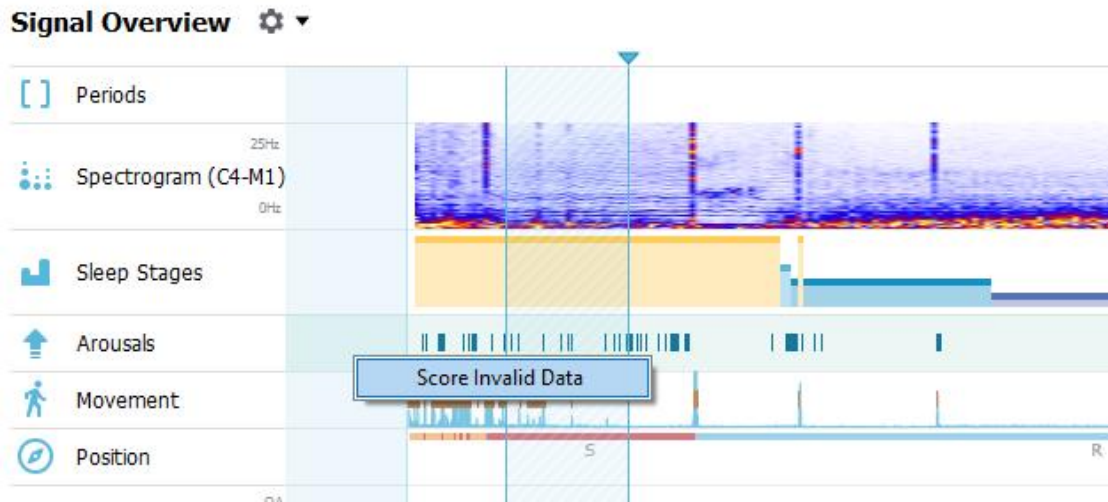 Signal Overview
Periods
25Hz
Spectrogram (C4-M1)
0Hz
Sleep Stages
Arousals
Score Invalid Data
Movement
Position
S
R